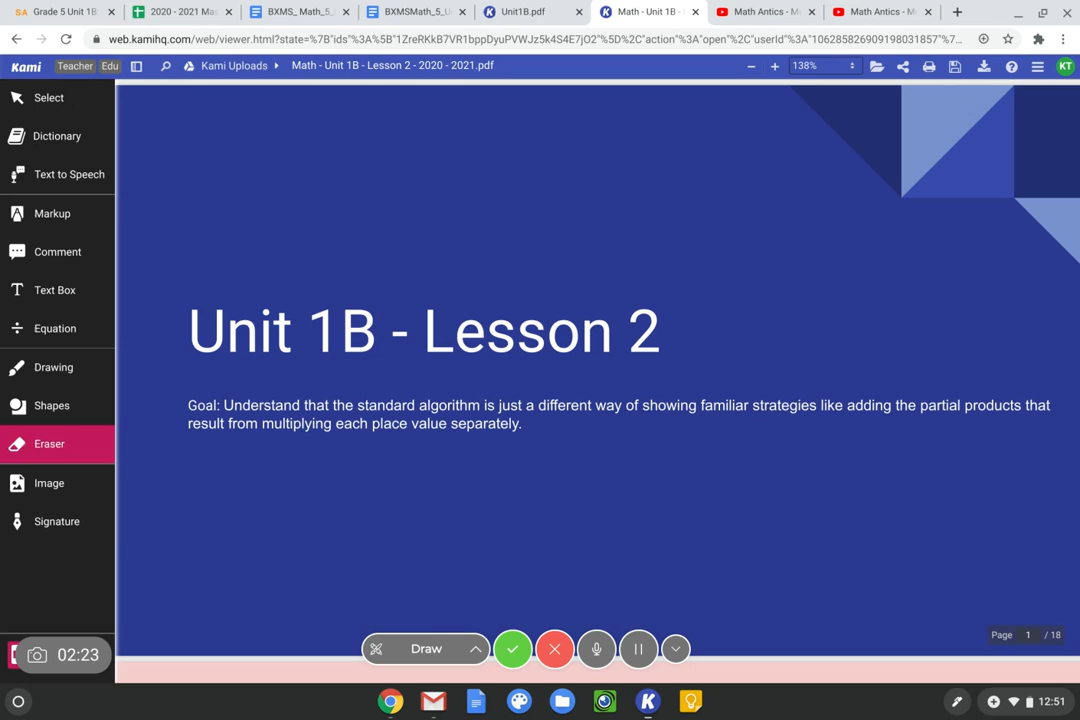 Grade 5 Unit 1B:
2020 - 2021 Mas
BXMS_ Math_5_
BXMSMath_5_U
Unit1B.pdf
Math - Unit 1B -
Math Antics - M
Math Antics - M
web.kamihq.com/web/viewer.html?state=%7B"ids"%3A%5B"1ZreRKkB7VR1bppDyuPVWJz5k4S4E7jO2"%5D%2C"action"%3A"open"%2C"userId"%3A"106285826909198031857"%7...
Kami Teacher Edu Kami Uploads Math - Unit 1B - Lesson 2 - 2020 - 2021.pdf 138% KT
Select
Dictionary
Text to Speech
Markup
Comment
Text Box
Equation
Drawing
Shapes
Eraser
Image
Signature
Unit 1B - Lesson 2
Goal: Understand that the standard algorithm is just a different way of showing familiar strategies like adding the partial products that
result from multiplying each place value separately.
Page 1 / 18
02:23
Draw
12:51